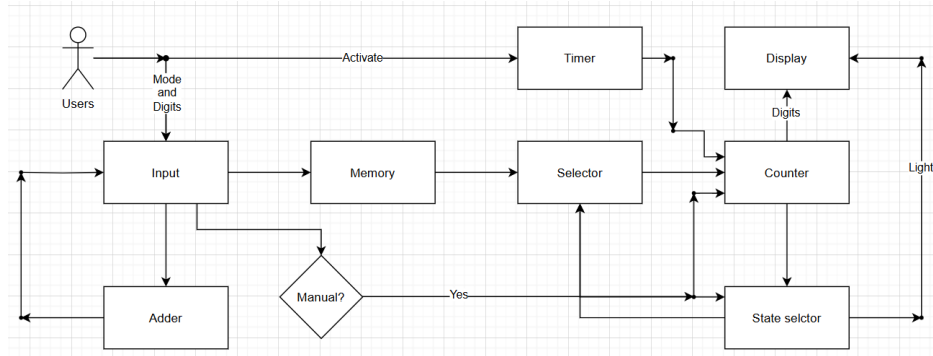 Activate
Timer
Display
Mode
and
Digits
Users
Digits
Input
Memory
Selector
Counter
Light
Manual?
Yes
Adder
State selctor